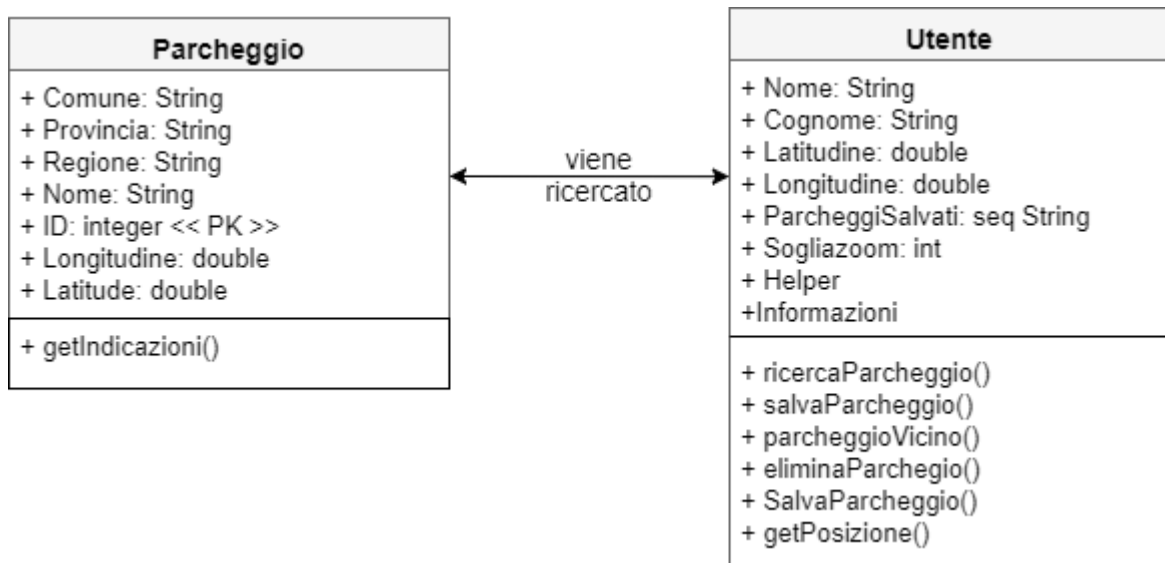 Parcheggio
+ Comune: String
+ Provincia: String
+ Regione: String
+ Nome: String
+ ID: integer << PK >>
+ Longitudine: double
+ Latitude: double
+ getIndicazioni()
viene
ricercato
Utente
+ Nome: String
+ Cognome: String
+ Latitudine: double
+ Longitudine: double
+ ParcheggiSalvati: seq String
+ Sogliazoom: int
+ Helper
+Informazioni
+ ricercaParcheggio()
+ salvaParcheggio()
+ parcheggioVicino()
+ eliminaParchegio()
+ SalvaParcheggio()
+ getPosizione()